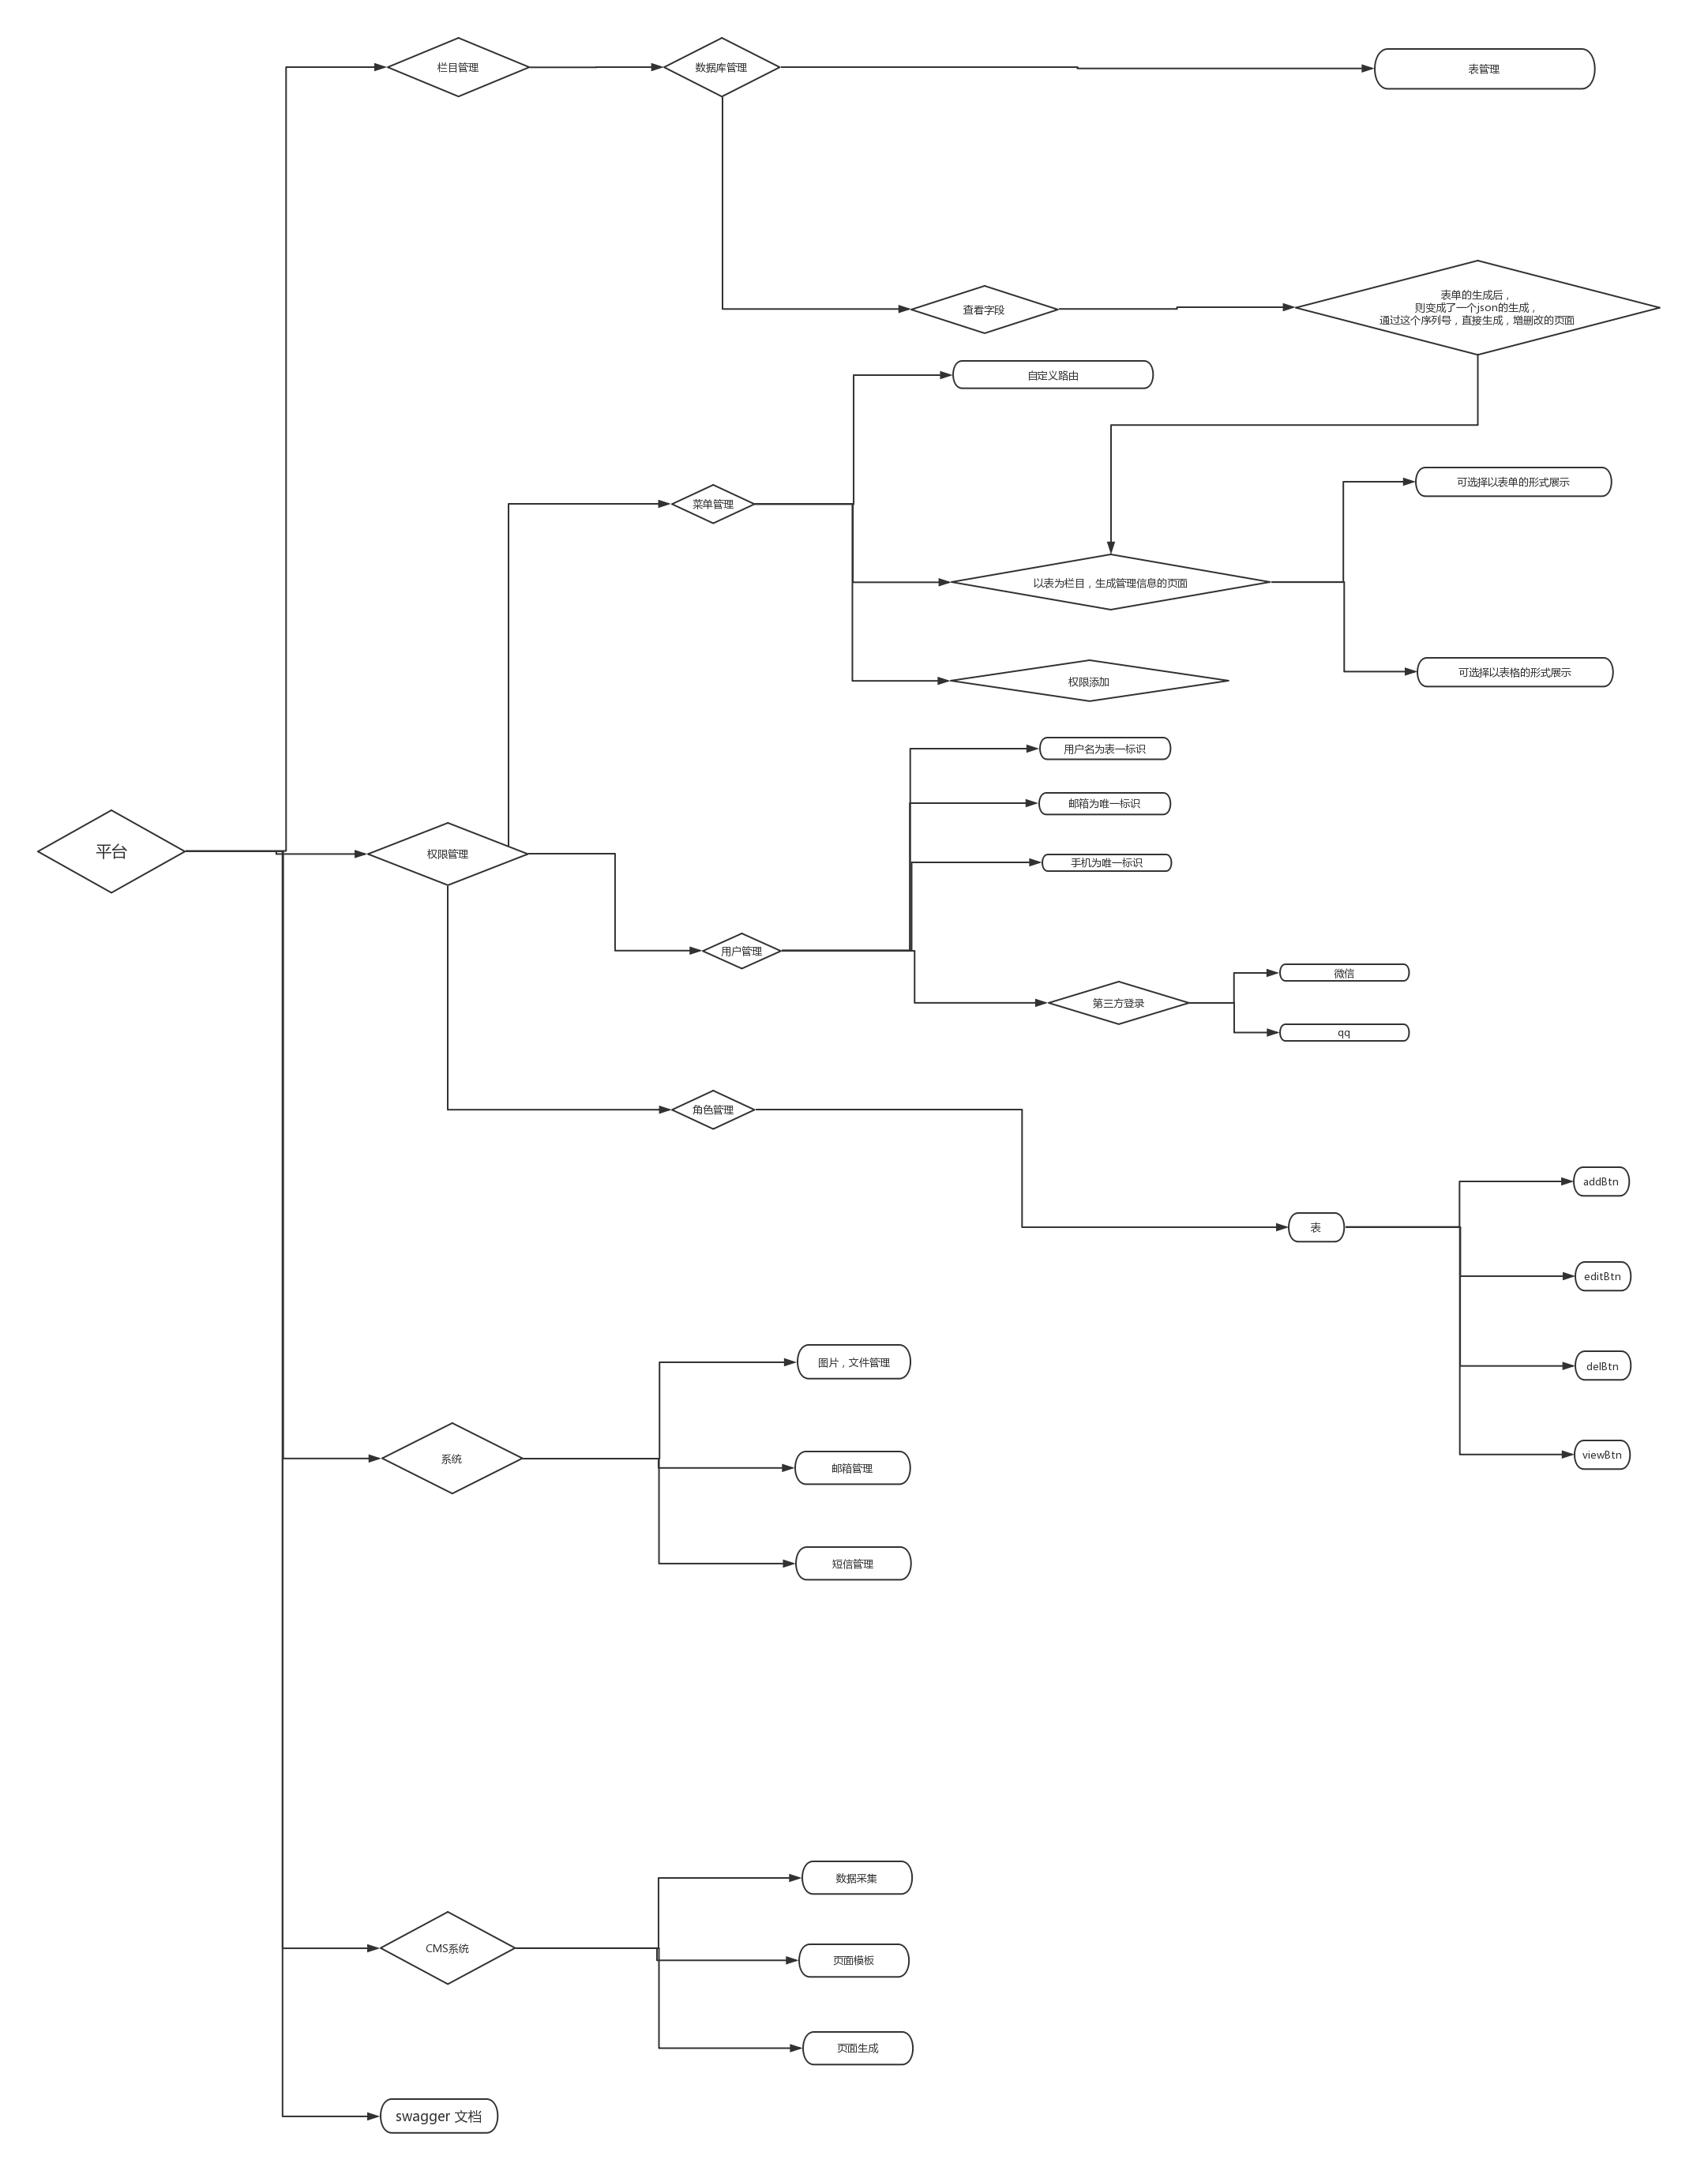 栏目管理
数据库管理
表管理
查看字段
表单的生成后，
则变成了一个json的生成，
通过这个序列号，直接生成，增删改的页面
自定义路由
可选择以表单的形式展示
菜单管理
以表为栏目，生成管理信息的页面
可选择以表格的形式展示
权限添加
用户名为表一标识
邮箱为唯一标识
平台
权限管理
手机为唯一标识
用户管理
微信
第三方登录
qq
角色管理
addBtn
表
editBtn
图片，文件管理
delBtn
系统
viewBtn
邮箱管理
短信管理
数据采集
CMS系统
页面模板
页面生成
swagger 文档